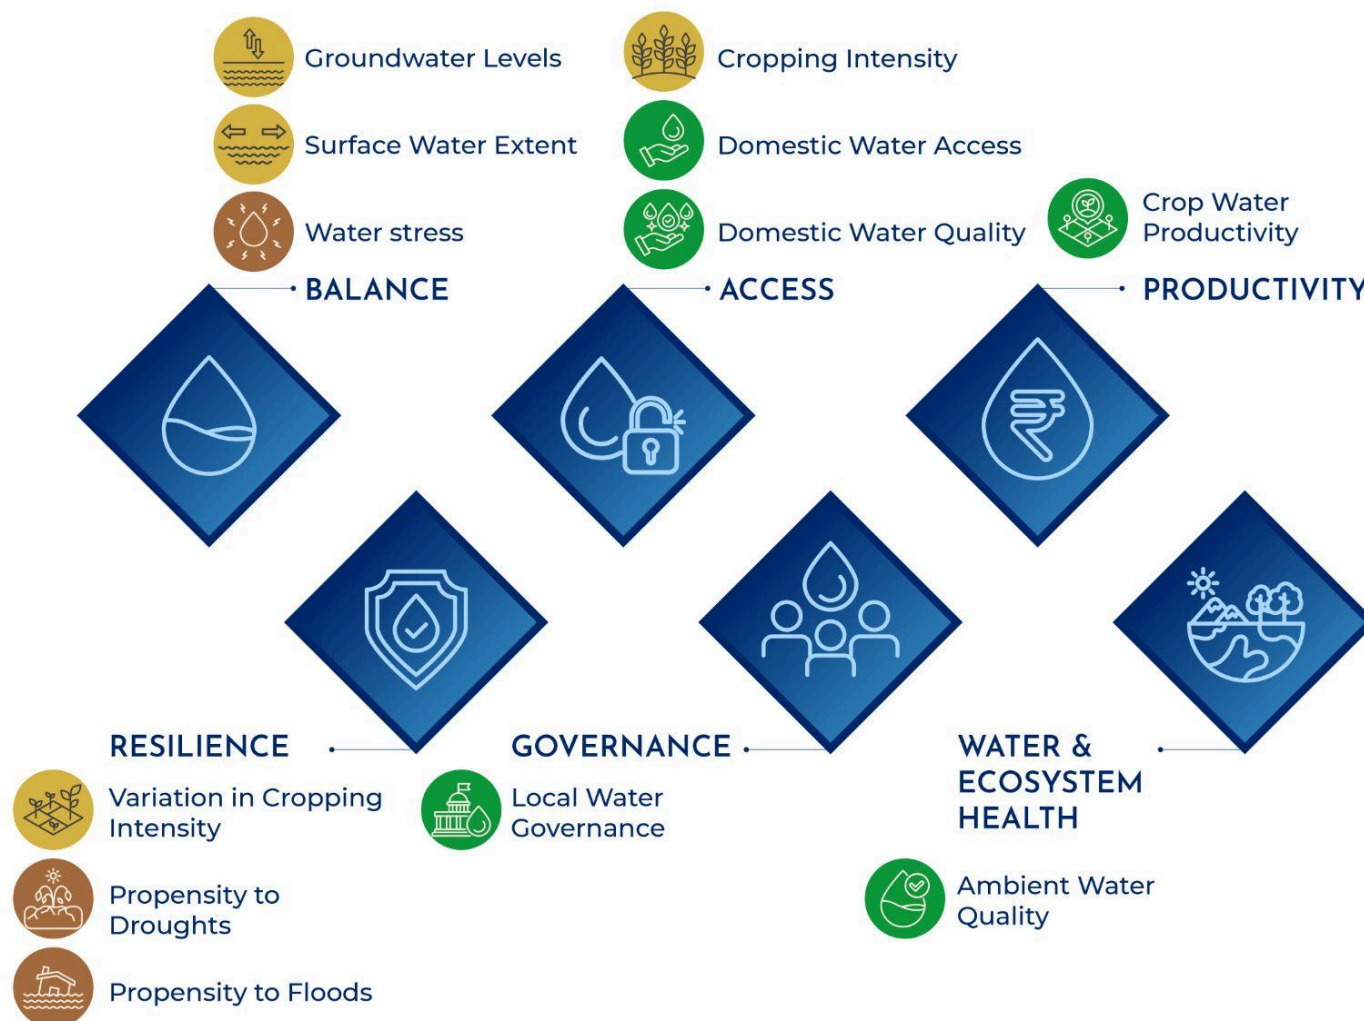 Groundwater Levels
Surface Water Extent
Water stress
BALANCE
Cropping Intensity
Domestic Water Access
Domestic Water Quality
ACCESS
Crop Water
Productivity
PRODUCTIVITY
RESILIENCE
Variation in Cropping
Intensity
Propensity to
Droughts
Propensity to Floods
GOVERNANCE
Local Water
Governance
WATER &
ECOSYSTEM
HEALTH
Ambient Water
Quality